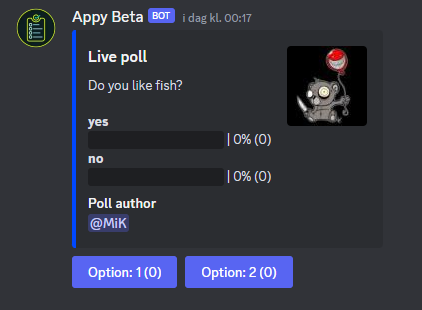 Appy Beta BOT i dag kl. 00:17
Live poll
Do you like fish?
yes
| 0% (0)
no
| 0% (0)
Poll author
@MiK
Option: 1 (0) Option: 2 (0)